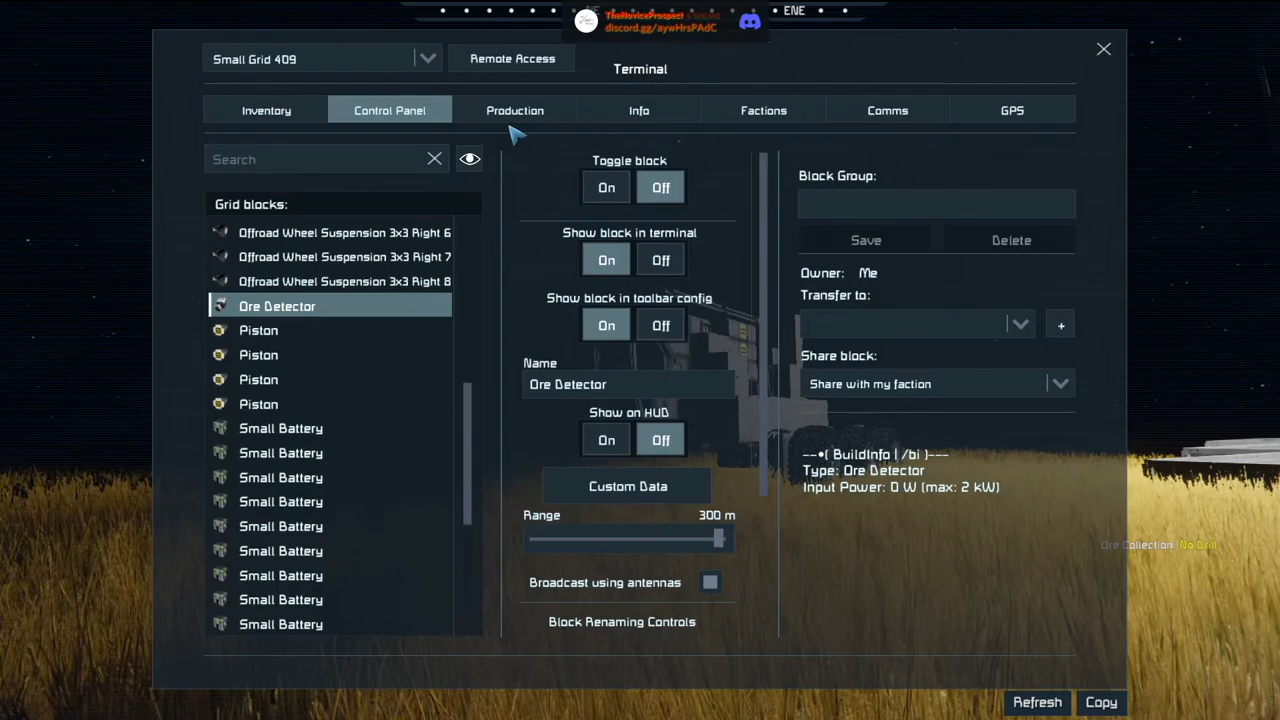 ENE
TheNoviceProspect
discord.gg/aywHrsPAdC
Small Grid 409
Remote Access
Terminal
Inventory
Control Panel
Production
Info
Factions
Comms
GPS
Search
Grid blocks:
Offroad Wheel Suspension 3x3 Right 6
Offroad Wheel Suspension 3x3 Right 7
Offroad Wheel Suspension 3x3 Right 8
Ore Detector
Piston
Piston
Piston
Piston
Small Battery
Small Battery
Small Battery
Small Battery
Small Battery
Small Battery
Small Battery
Small Battery
Small Battery
Toggle block
On
Off
Show block in terminal
On
Off
Show block in toolbar config
On
Off
Name
Ore Detector
Show on HUD
On
Off
Custom Data
Range
300 m
Broadcast using antennas
Block Renaming Controls
Block Group:
Save
Delete
Owner: Me
Transfer to:
+
Share block:
Share with my faction
--•( BuildInfo | /bi )---
Type: Ore Detector
Input Power: 0 W (max: 2 kW)
Ore Collection: No Drill
Refresh
Copy